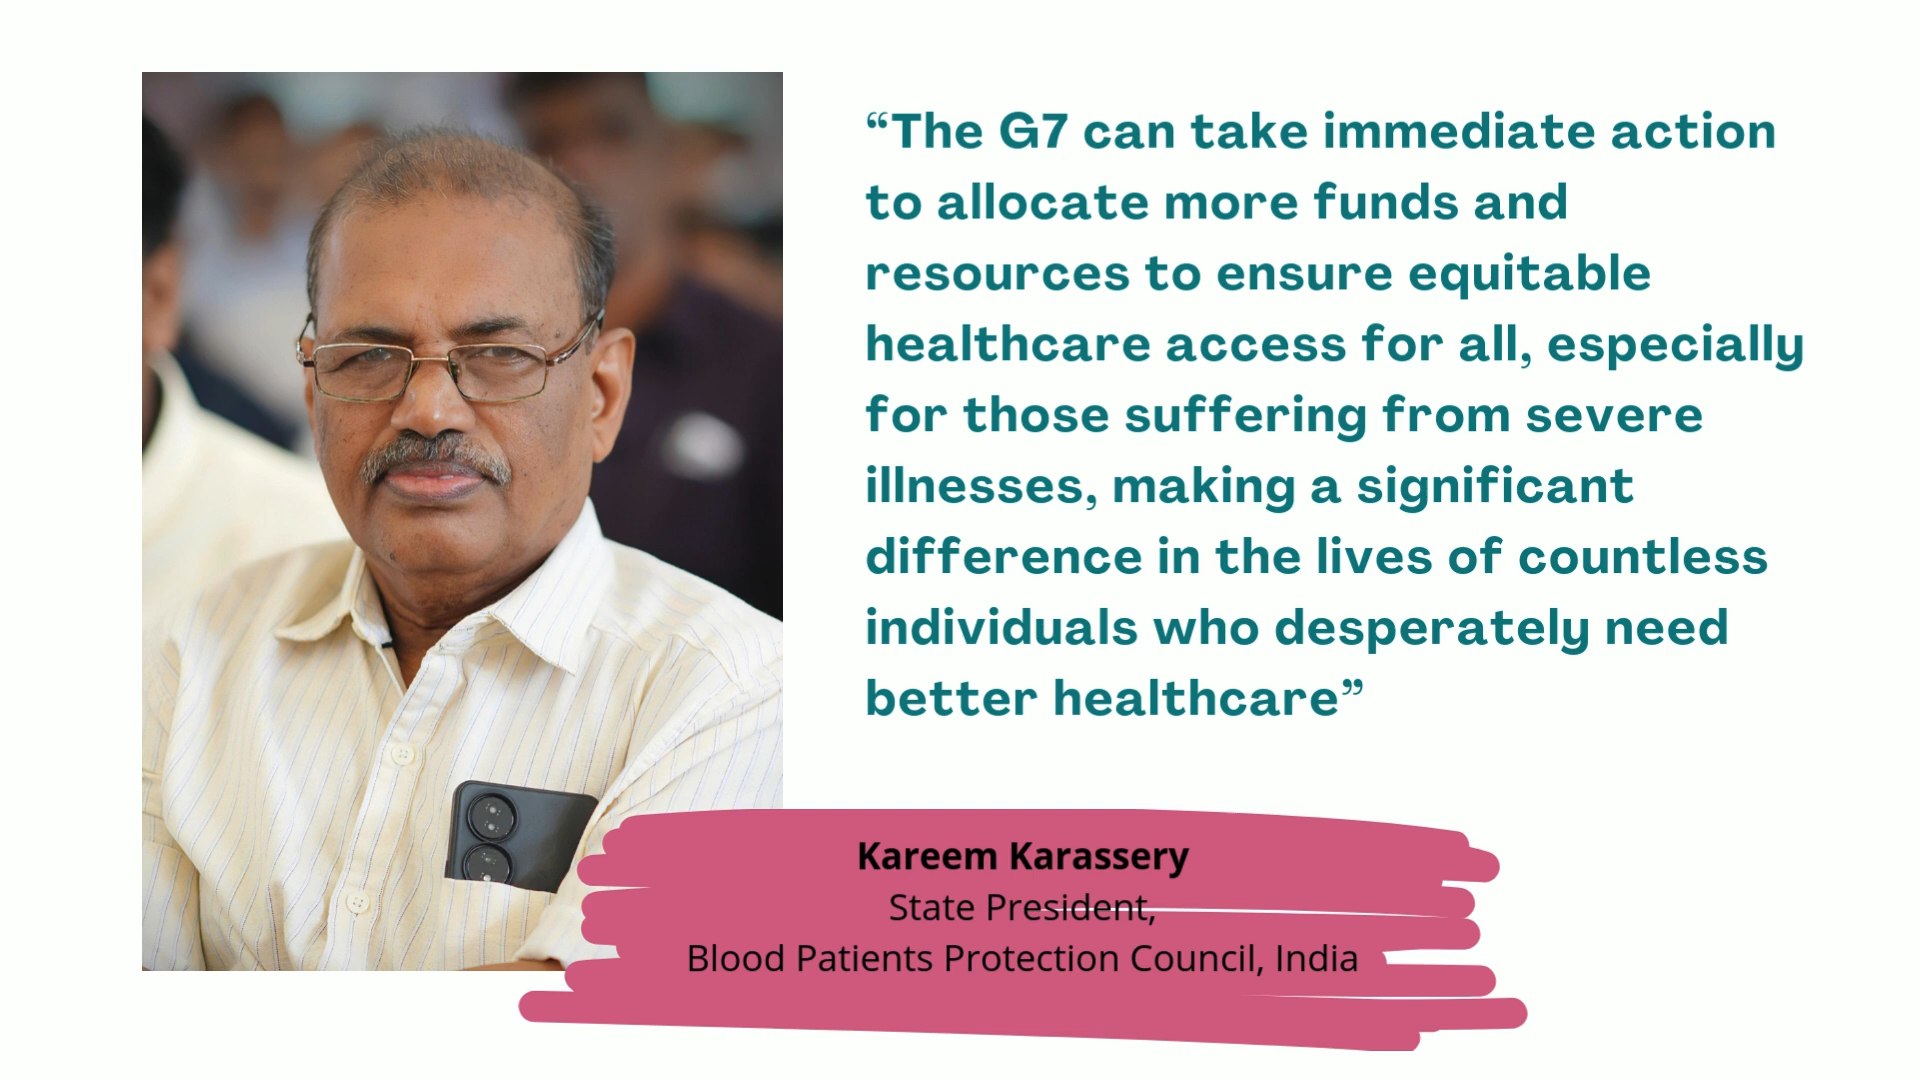 “The G7 can take immediate action
to allocate more funds and
resources to ensure equitable
healthcare access for all, especially
for those suffering from severe
illnesses, making a significant
difference in the lives of countless
individuals who desperately need
better healthcare”
Kareem Karassery
State President,
Blood Patients Protection Council, India